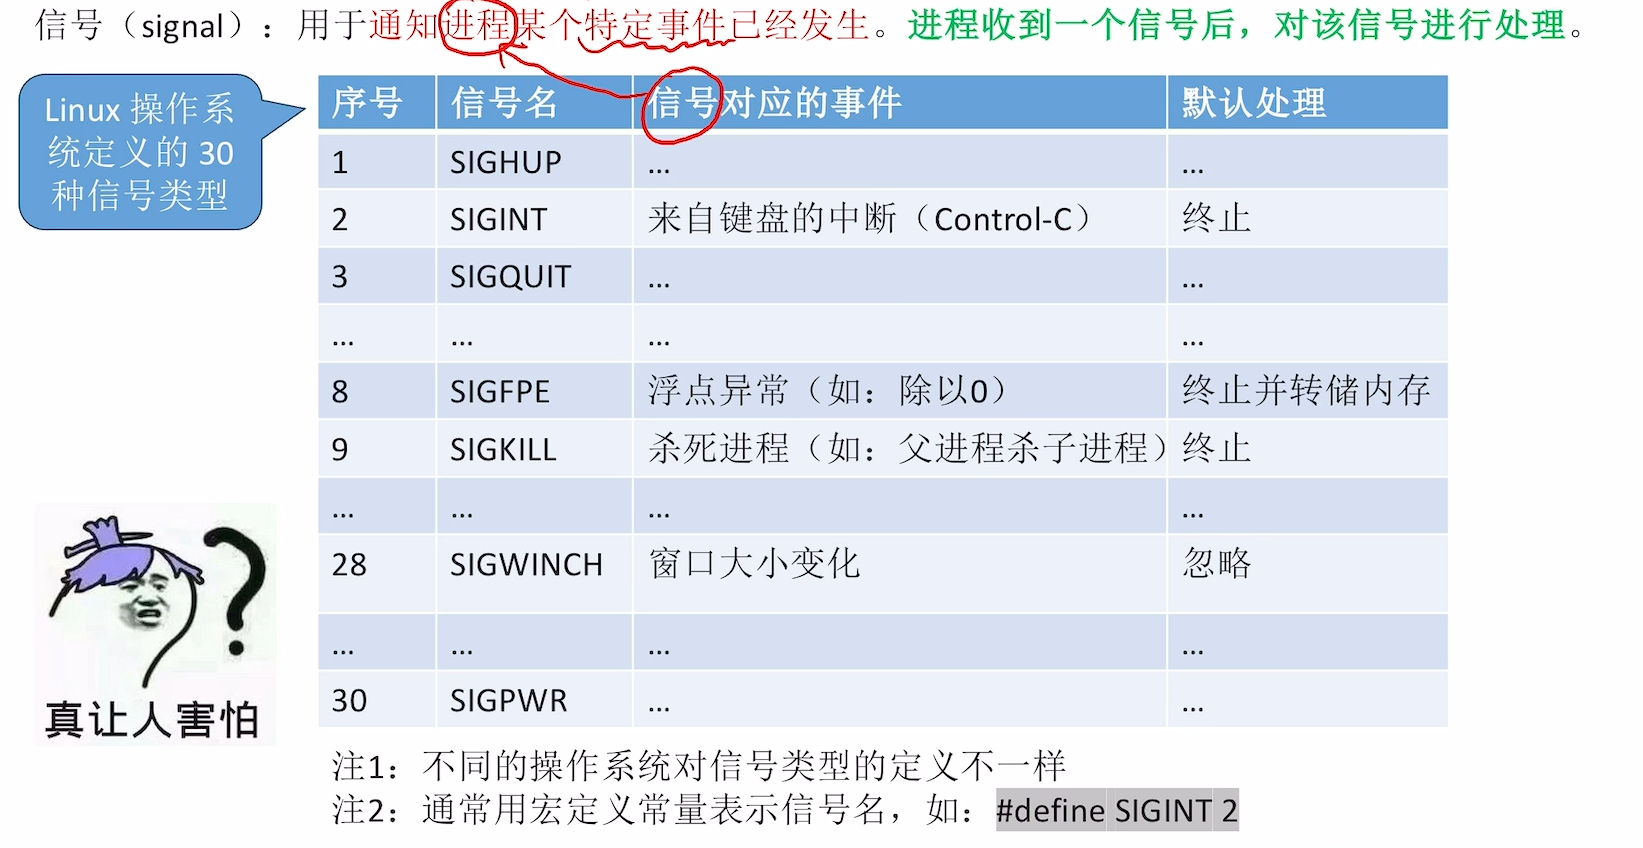 信号（signal）：用于通知进程某个特定事件已经发生。进程收到一个信号后，对该信号进行处理。
Linux 操作系
统定义的 30
种信号类型
序号 信号名 信号对应的事件 默认处理
1 SIGHUP ... ...
2 SIGINT 来自键盘的中断（Control-C） 终止
3 SIGQUIT ... ...
... ... ... ...
8 SIGFPE 浮点异常（如：除以0） 终止并转储内存
9 SIGKILL 杀死进程（如：父进程杀子进程） 终止
... ... ... ...
28 SIGWINCH 窗口大小变化 忽略
... ... ... ...
30 SIGPWR ... ...
?
真让人害怕
注1：不同的操作系统对信号类型的定义不一样
注2：通常用宏定义常量表示信号名，如：#define SIGINT 2